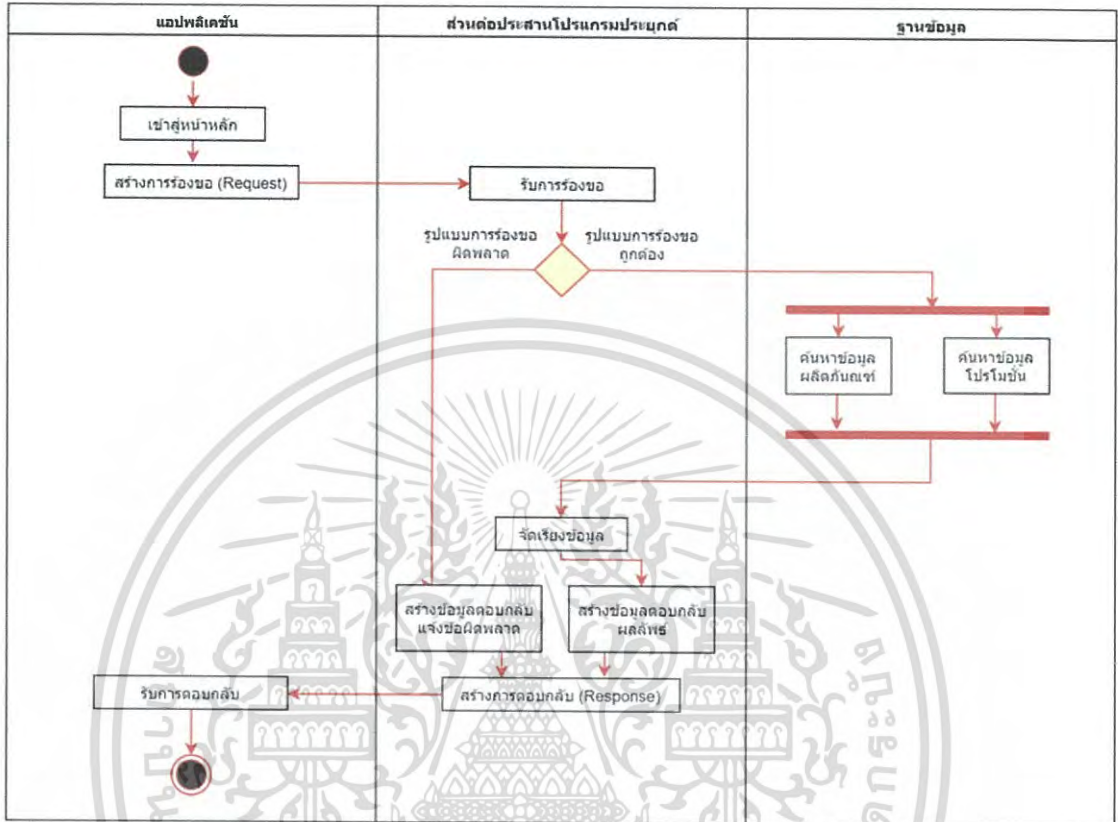 แอปพลิเคชัน
ส่วนต่อประสานโปรแกรมประยุกต์
ฐานข้อมูล
เข้าสู่หน้าหลัก
สร้างการร้องขอ (Request)
รับการร้องขอ
รูปแบบการร้องขอ
ผิดพลาด
รูปแบบการร้องขอ
ถูกต้อง
ค้นหาข้อมูล
ผลิตภัณฑ์
ค้นหาข้อมูล
โปรโมชั่น
จัดเรียงข้อมูล
สร้างข้อมูลตอบกลับ
แจ้งข้อผิดพลาด
สร้างข้อมูลตอบกลับ
ผลลัพธ์
รับการตอบกลับ
สร้างการตอบกลับ (Response)